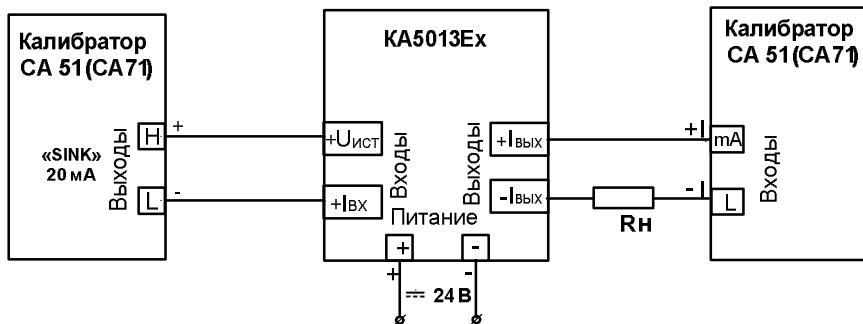 Калибратор
СА 51(СА71)
«SINK»
20 мА
Выходы
H
+
L
-
КА5013Ех
+Uист
+Iвх
Входы
Выходы
+Iвых
-Iвых
Питание
+
-
+
-
24 В
Rн
+I
-I
Калибратор
СА 51(СА71)
mA
L
Входы